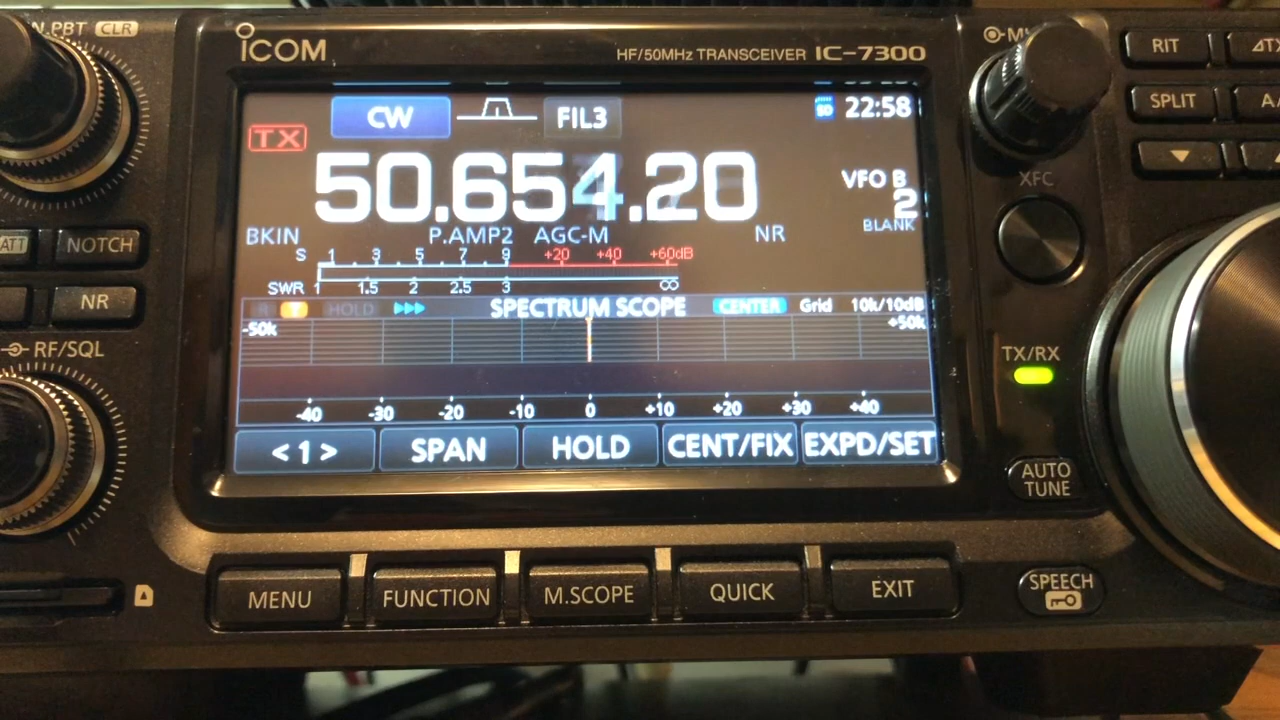 CLR
ICOM
HF/50MHz TRANSCEIVER IC-7300
RIT
SPLIT
CW
FIL3
SD
22:58
TX
50.654.20
VFO B
2
BLANK
XFC
BKIN
P.AMP2
AGC-M
NR
S 1 3 5 7 9 +20 +40 +60dB
SWR 1 1.5 2 2.5 3 ∞
R T HOLD
SPECTRUM SCOPE
CENTER
Grid
10k/10dB
-50k
+50k
-40 -30 -20 -10 0 +10 +20 +30 +40
< 1 >
SPAN
HOLD
CENT/FIX
EXPD/SET
ATT
NOTCH
NR
RF/SQL
TX/RX
AUTO
TUNE
SPEECH
MENU
FUNCTION
M.SCOPE
QUICK
EXIT